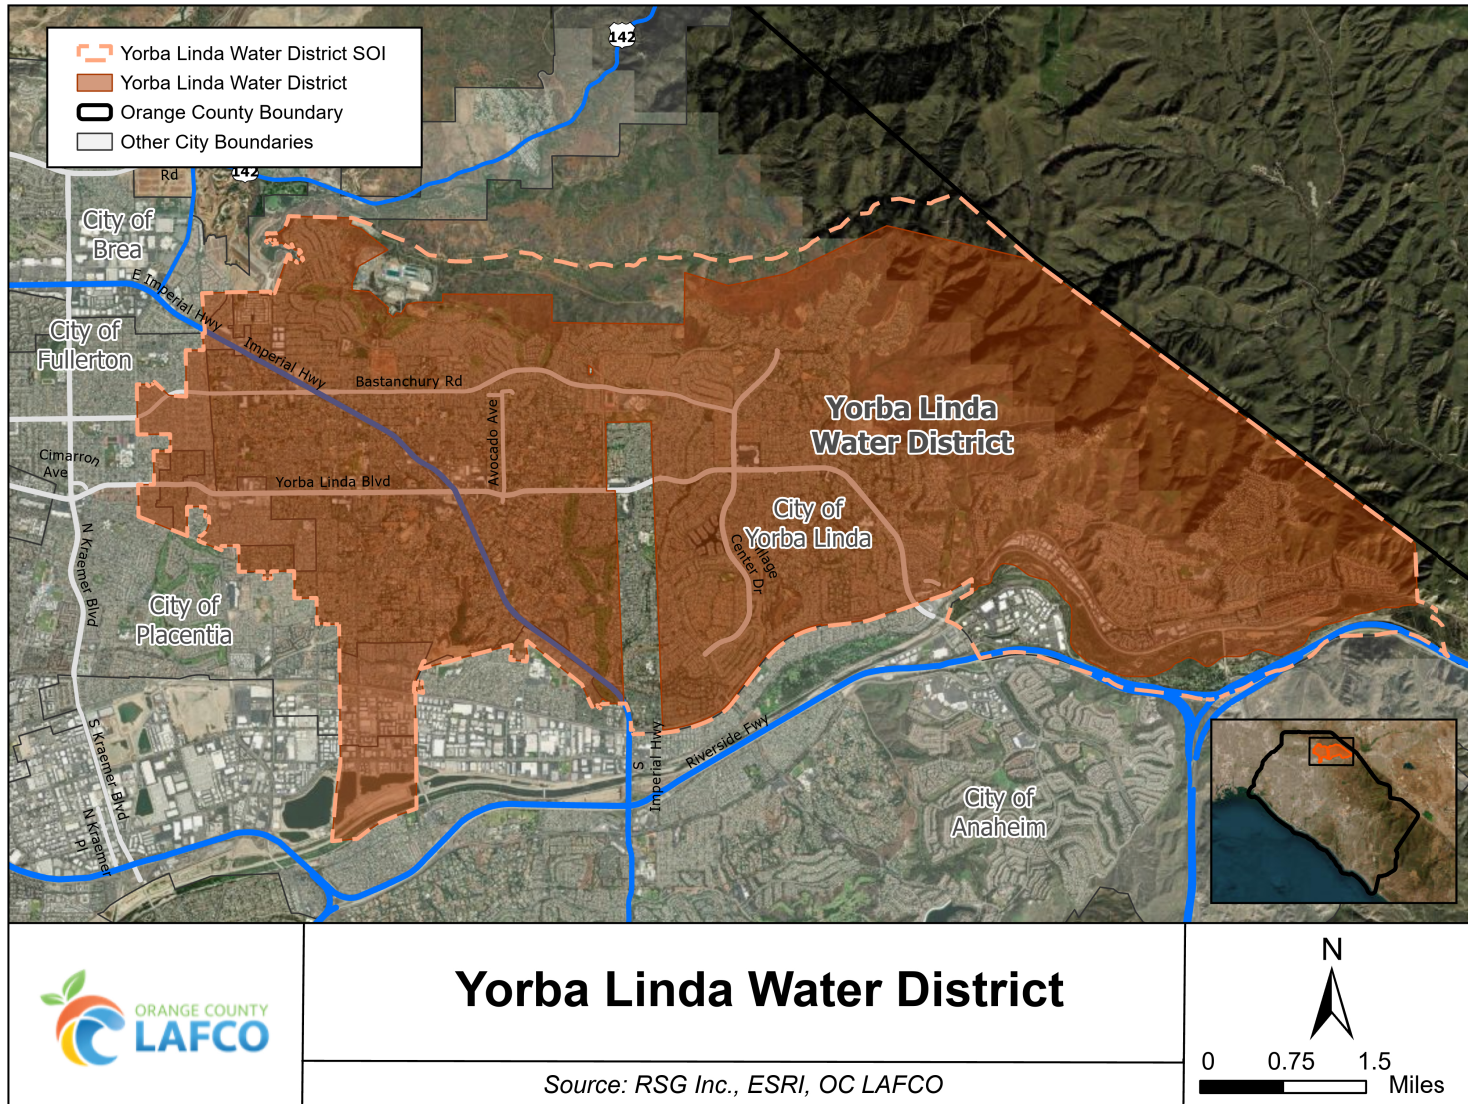 Yorba Linda Water District SOI
Yorba Linda Water District
Orange County Boundary
Other City Boundaries
142
142
Rd
City of
Brea
E Imperial Hwy
City of
Fullerton
Imperial Hwy
Bastanchury Rd
Avocado Ave
Yorba Linda
Water District
Cimarron
Ave
Yorba Linda Blvd
City of
Yorba Linda
Village
Center Dr
N Kraemer Blvd
City of
Placentia
S Kraemer Blvd
N Kraemer
Pl
S
Imperial Hwy
Riverside Fwy
City of
Anaheim
ORANGE COUNTY
LAFCO
Yorba Linda Water District
Source: RSG Inc., ESRI, OC LAFCO
N
0 0.75 1.5
Miles